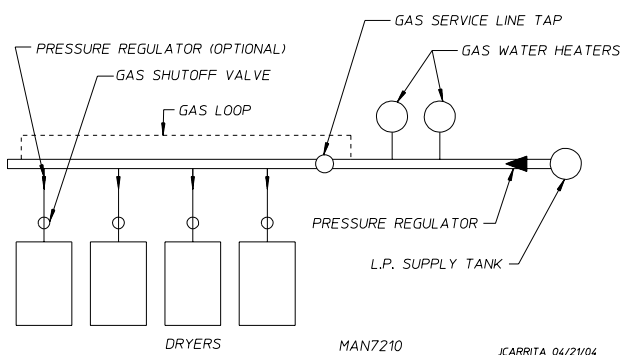 GAS SERVICE LINE TAP
PRESSURE REGULATOR (OPTIONAL)
GAS WATER HEATERS
GAS SHUTOFF VALVE
GAS LOOP
PRESSURE REGULATOR
L.P. SUPPLY TANK
DRYERS
MAN7210
JCARRITA 04/21/04